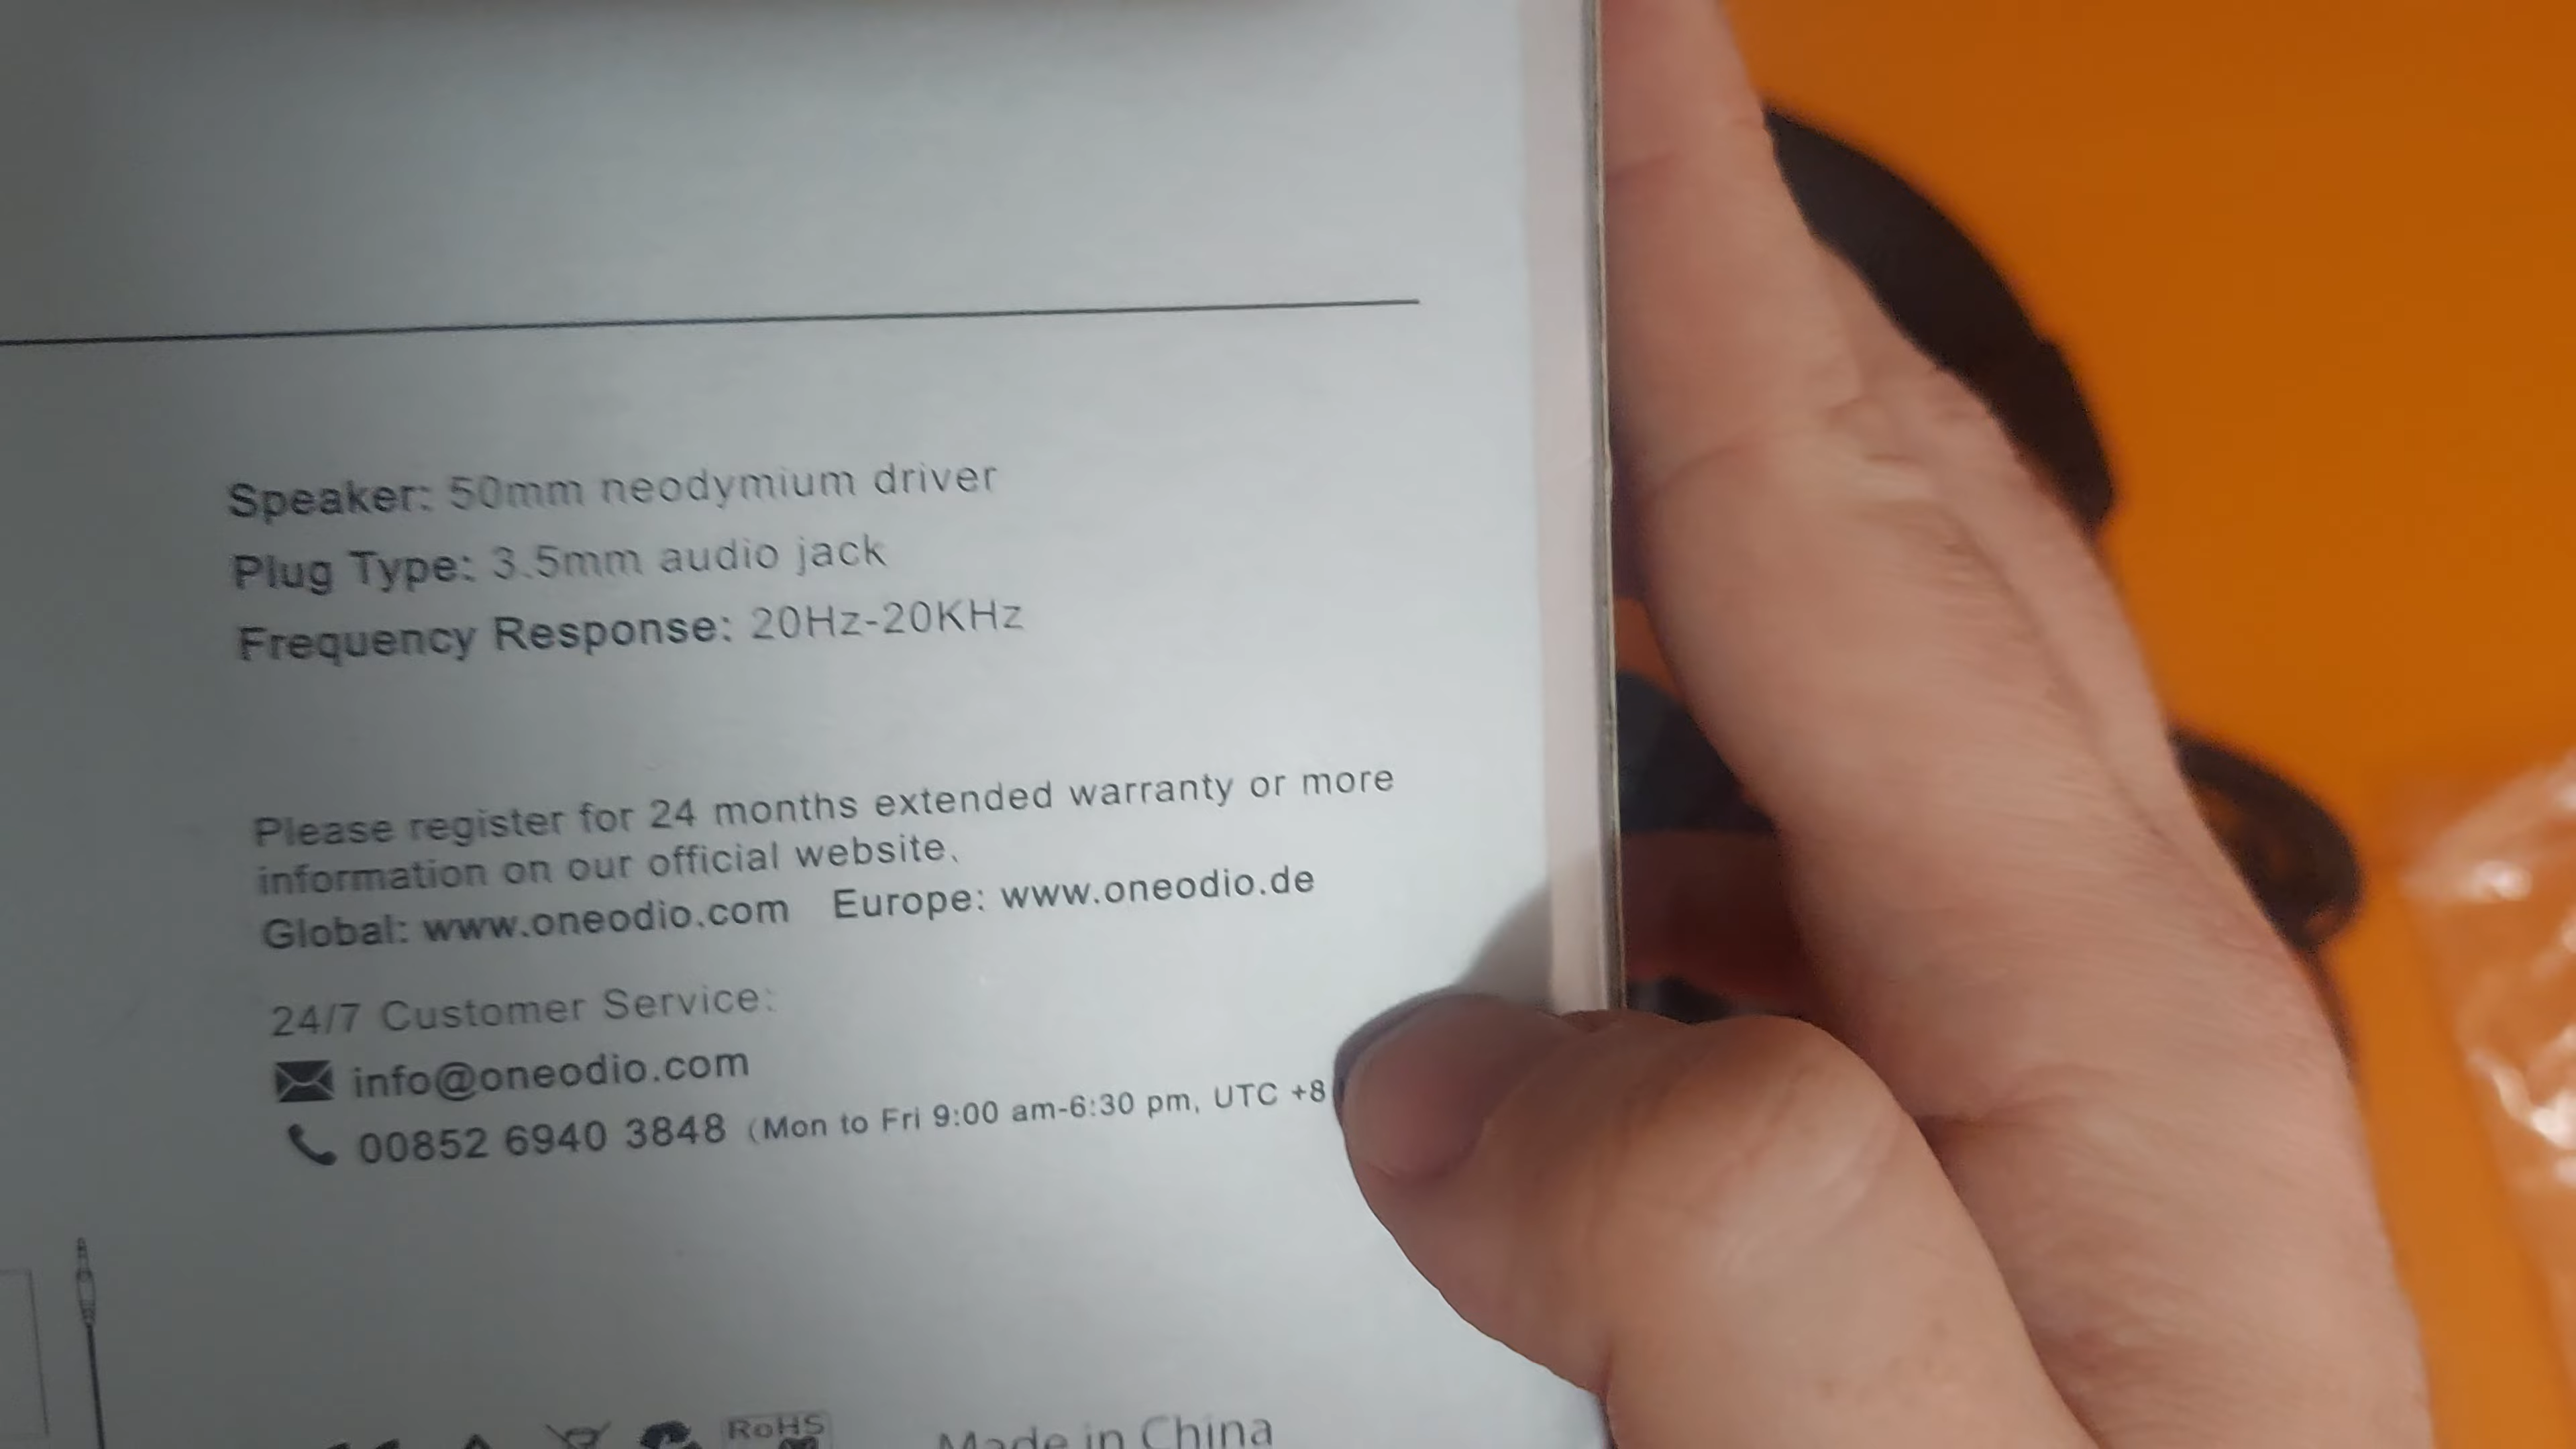 Speaker: 50mm neodymium driver
Plug Type: 3.5mm audio jack
Frequency Response: 20Hz-20KHz
Please register for 24 months extended warranty or more
information on our official website.
Global: www.oneodio.com Europe: www.oneodio.de
24/7 Customer Service:
info@oneodio.com
00852 6940 3848 (Mon to Fri 9:00 am-6:30 pm, UTC +8
RoHS
Made in China